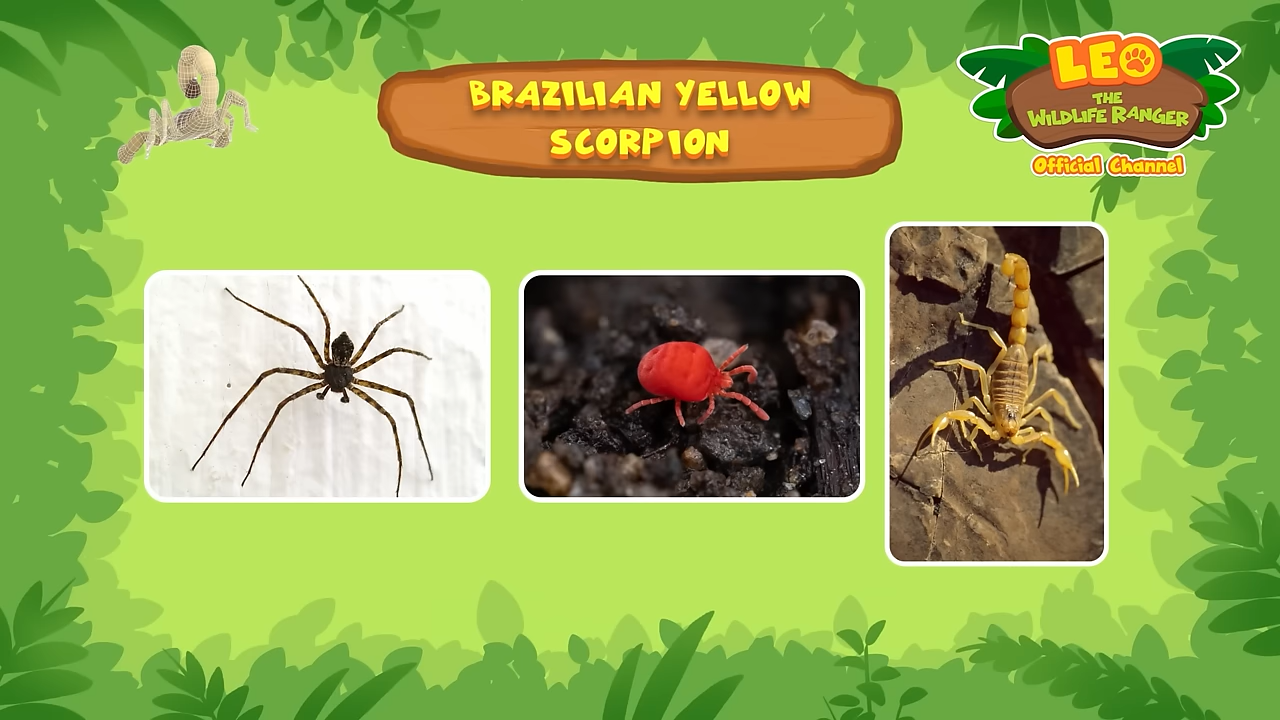 BRAZILIAN YELLOW
SCORPION
LEO
THE
WILDLIFE RANGER
Official Channel